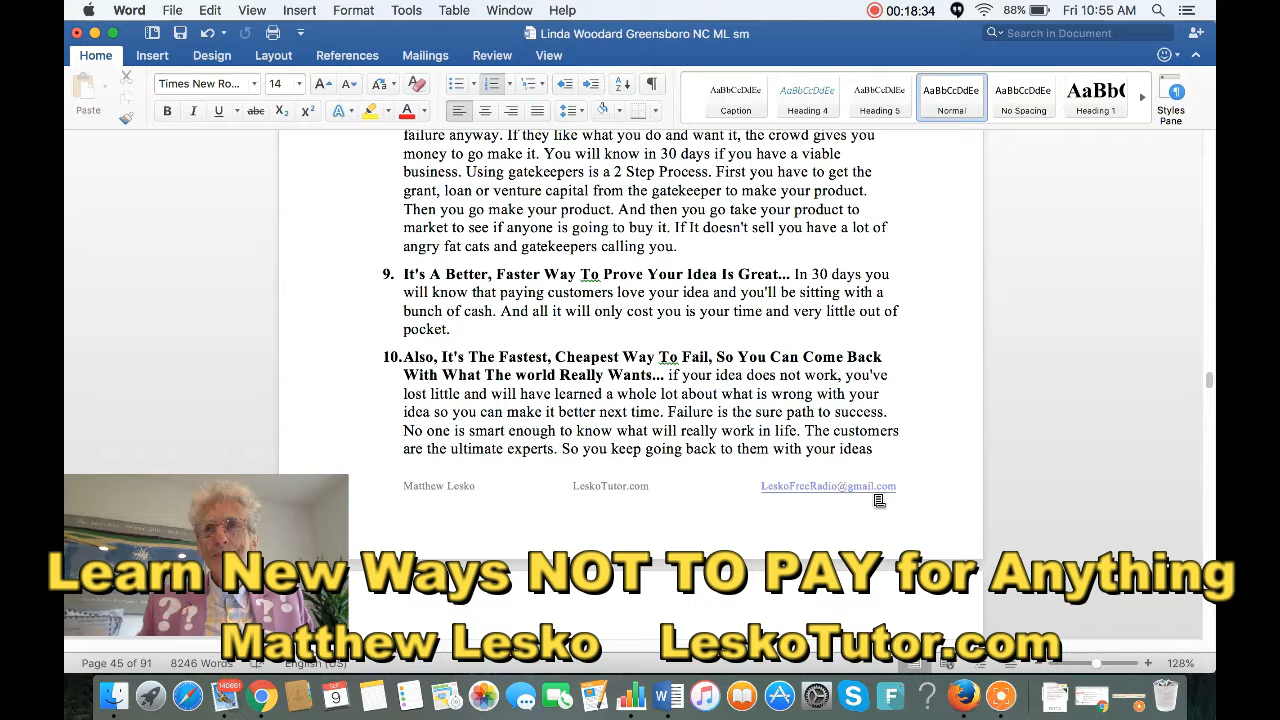 Word File Edit View Insert Format Tools Table Window Help 00:18:34 88% Fri 10:55 AM
Linda Woodard Greensboro NC ML sm Search in Document
Home Insert Design Layout References Mailings Review View
Paste Times New Ro... 14 AaBbCcDdEe AaBbCcDdEe AaBbCcDdEe AaBbCcDdEe AaBbCcDdEe AaBbC
B I U abc X₂ X² A A Caption Heading 4 Heading 5 Normal No Spacing Heading 1 Styles Pane
failure anyway. If they like what you do and want it, the crowd gives you
money to go make it. You will know in 30 days if you have a viable
business. Using gatekeepers is a 2 Step Process. First you have to get the
grant, loan or venture capital from the gatekeeper to make your product.
Then you go make your product. And then you go take your product to
market to see if anyone is going to buy it. If It doesn't sell you have a lot of
angry fat cats and gatekeepers calling you.
9. It's A Better, Faster Way To Prove Your Idea Is Great... In 30 days you
will know that paying customers love your idea and you'll be sitting with a
bunch of cash. And all it will only cost you is your time and very little out of
pocket.
10. Also, It's The Fastest, Cheapest Way To Fail, So You Can Come Back
With What The world Really Wants... if your idea does not work, you've
lost little and will have learned a whole lot about what is wrong with your
idea so you can make it better next time. Failure is the sure path to success.
No one is smart enough to know what will really work in life. The customers
are the ultimate experts. So you keep going back to them with your ideas
Matthew Lesko LeskoTutor.com LeskoFreeRadio@gmail.com
Learn New Ways NOT TO PAY for Anything
Matthew Lesko LeskoTutor.com
Page 45 of 91 8246 Words English (US) 128%
140661 SEP 9